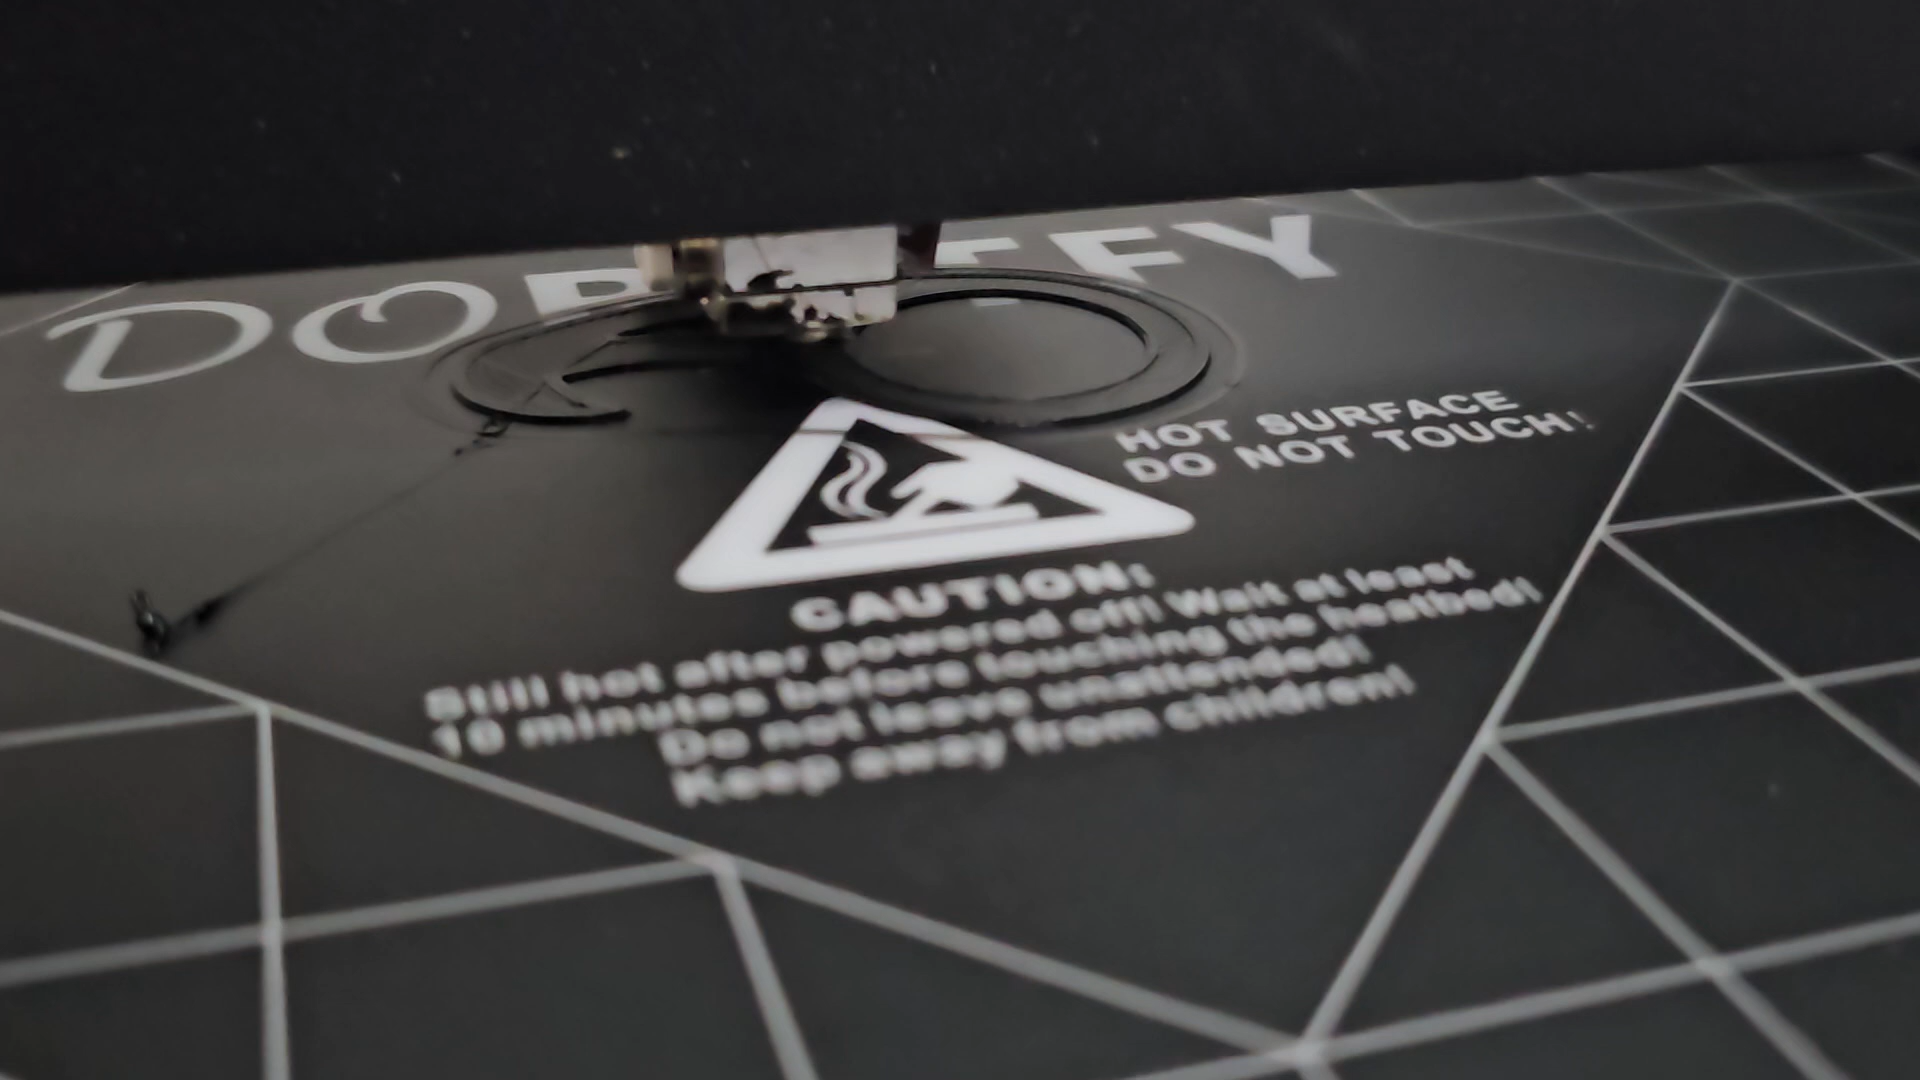 HOT SURFACE
DO NOT TOUCH!
CAUTION:
Still hot after powered off! Wait at least
10 minutes before touching the heatbed!
Do not leave unattended!
Keep away from children!